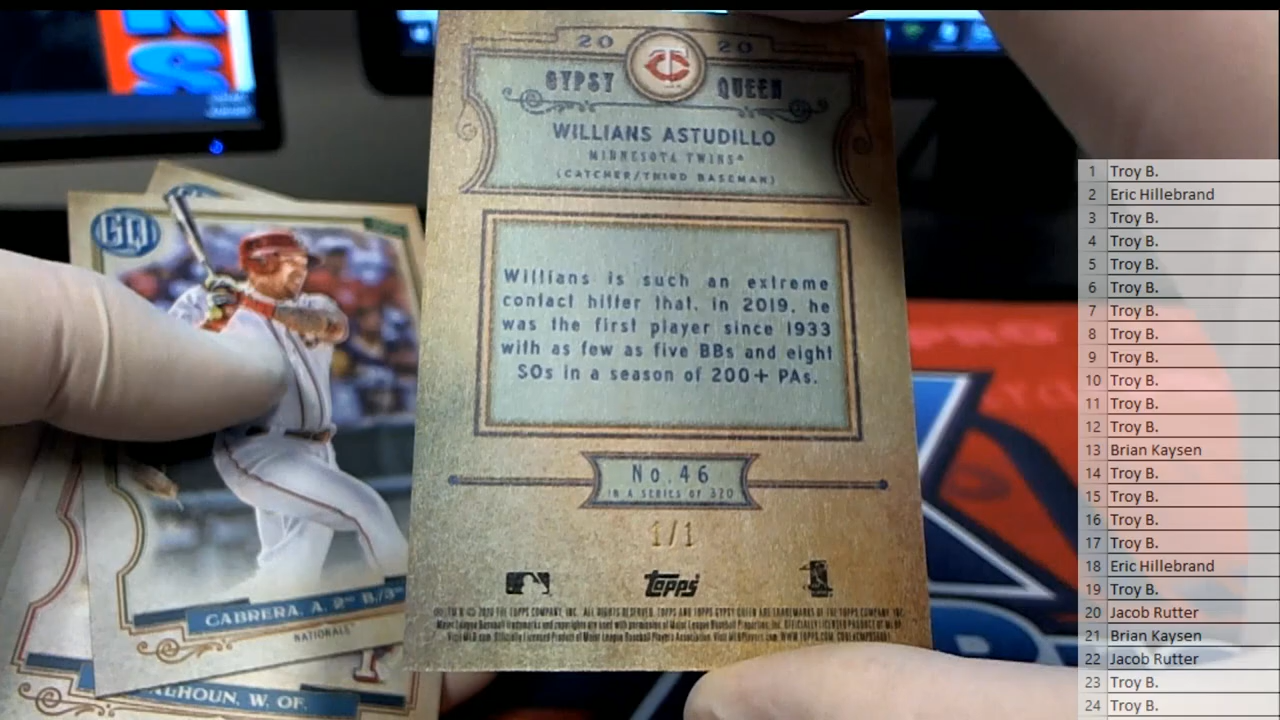 KS
20 20
TC
GYPSY QUEEN
WILLIANS ASTUDILLO
MINNESOTA TWINS®
(CATCHER/THIRD BASEMAN)
Willians is such an extreme
contact hitter that, in 2019, he
was the first player since 1933
with as few as five BBs and eight
SOs in a season of 200+ PAs.
No. 46
IN A SERIES OF 320
1/1
topps
GQ
CABRERA, A. 2ND B./3RD
NATIONALS®
ALHOUN, W. OF.
1 Troy B.
2 Eric Hillebrand
3 Troy B.
4 Troy B.
5 Troy B.
6 Troy B.
7 Troy B.
8 Troy B.
9 Troy B.
10 Troy B.
11 Troy B.
12 Troy B.
13 Brian Kaysen
14 Troy B.
15 Troy B.
16 Troy B.
17 Troy B.
18 Eric Hillebrand
19 Troy B.
20 Jacob Rutter
21 Brian Kaysen
22 Jacob Rutter
23 Troy B.
24 Troy B.